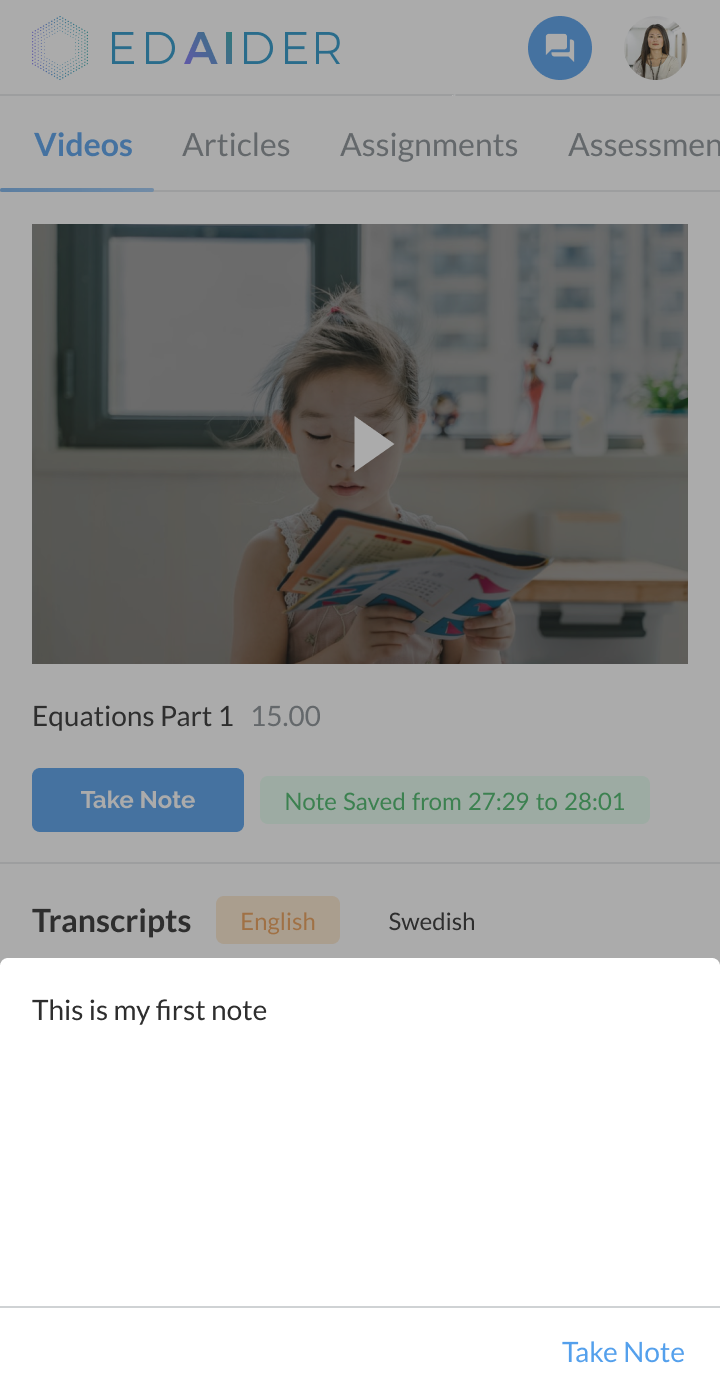 EDAIDER
Videos Articles Assignments Assessmen
Equations Part 1 15.00
Take Note Note Saved from 27:29 to 28:01
Transcripts English Swedish
This is my first note
Take Note